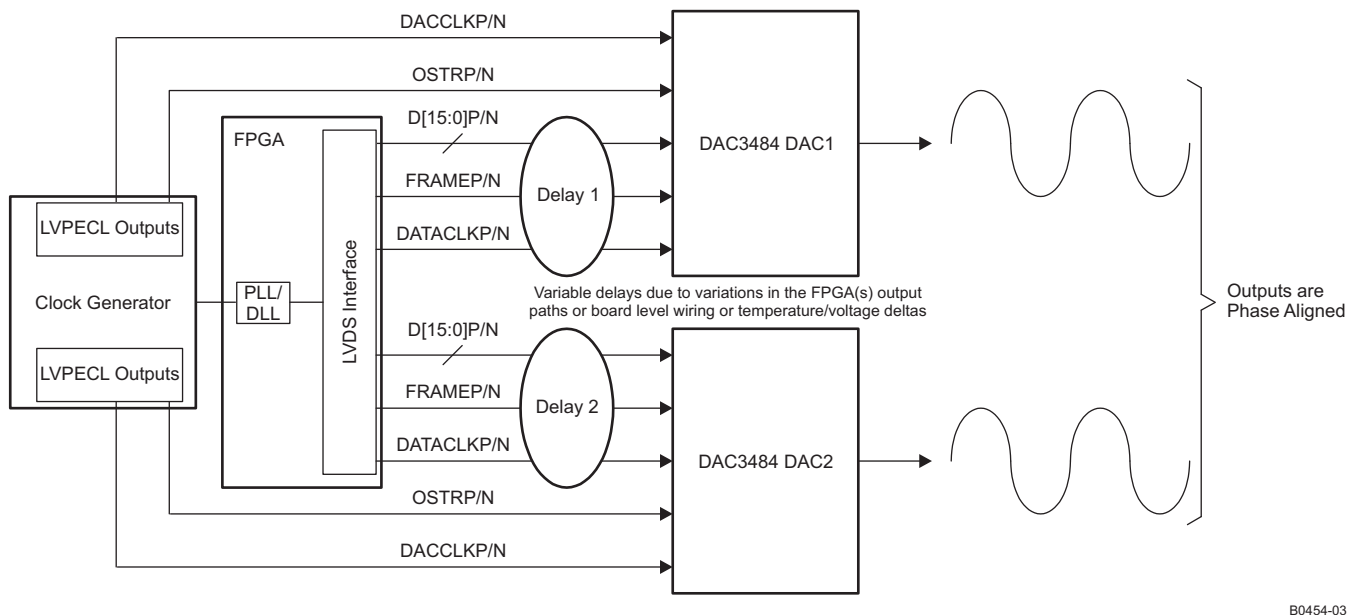 DACCLKP/N
OSTRP/N
D[15:0]P/N
FPGA
DAC3484 DAC1
FRAMEP/N
Delay 1
LVPECL Outputs
DATACLKP/N
Clock Generator
PLL/
DLL
LVDS Interface
Variable delays due to variations in the FPGA(s) output
paths or board level wiring or temperature/voltage deltas
Outputs are
Phase Aligned
D[15:0]P/N
LVPECL Outputs
FRAMEP/N
Delay 2
DATACLKP/N
DAC3484 DAC2
OSTRP/N
DACCLKP/N
B0454-03